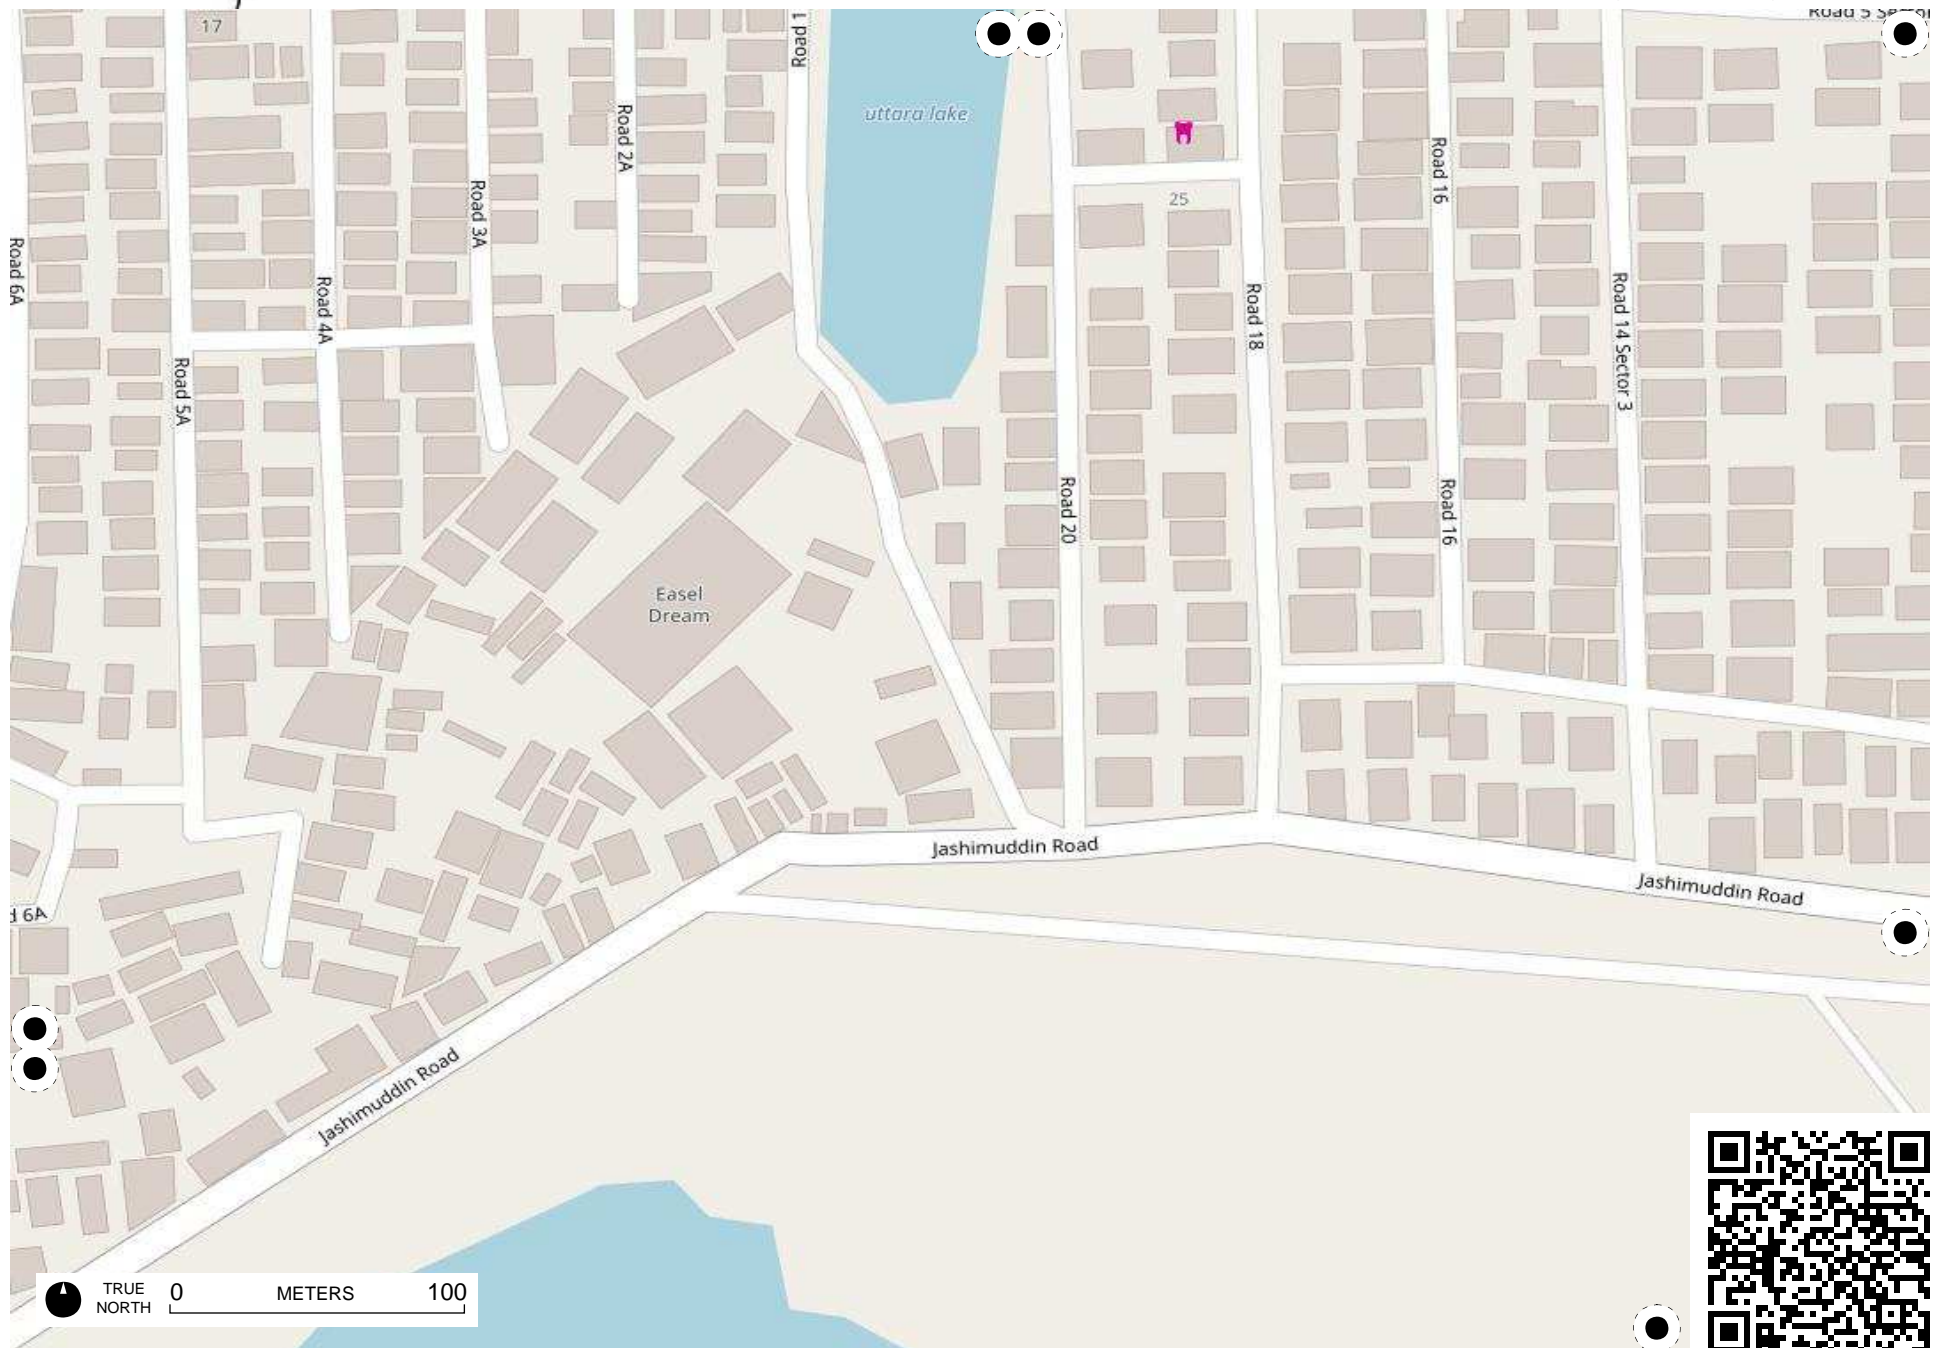 17
Road 5 Sector
Road 1
uttara lake
Road 2A
Road 16
Road 3A
25
Road 6A
Road 4A
Road 18
Road 14 Sector 3
Road 5A
Road 20
Road 16
Easel
Dream
Jashimuddin Road
Jashimuddin Road
d 6A
Jashimuddin Road
TRUE
NORTH
0 METERS 100